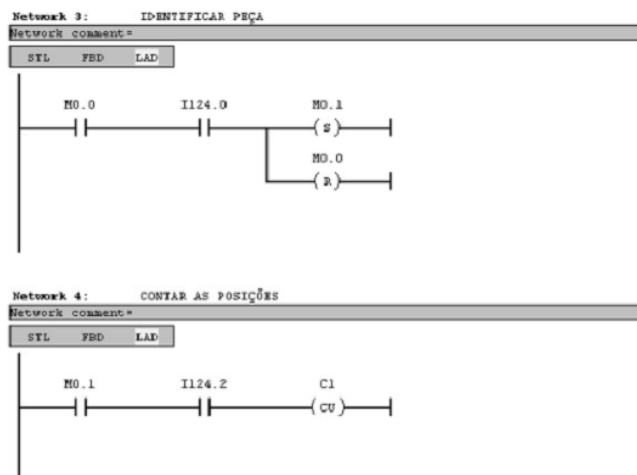 Network 3: IDENTIFICAR PEÇA
Network comment=
STL FBD LAD
M0.0 I124.0 M0.1
( S )
M0.0
( R )
Network 4: CONTAR AS POSIÇÕES
Network comment=
STL FBD LAD
M0.1 I124.2 C1
( CU )